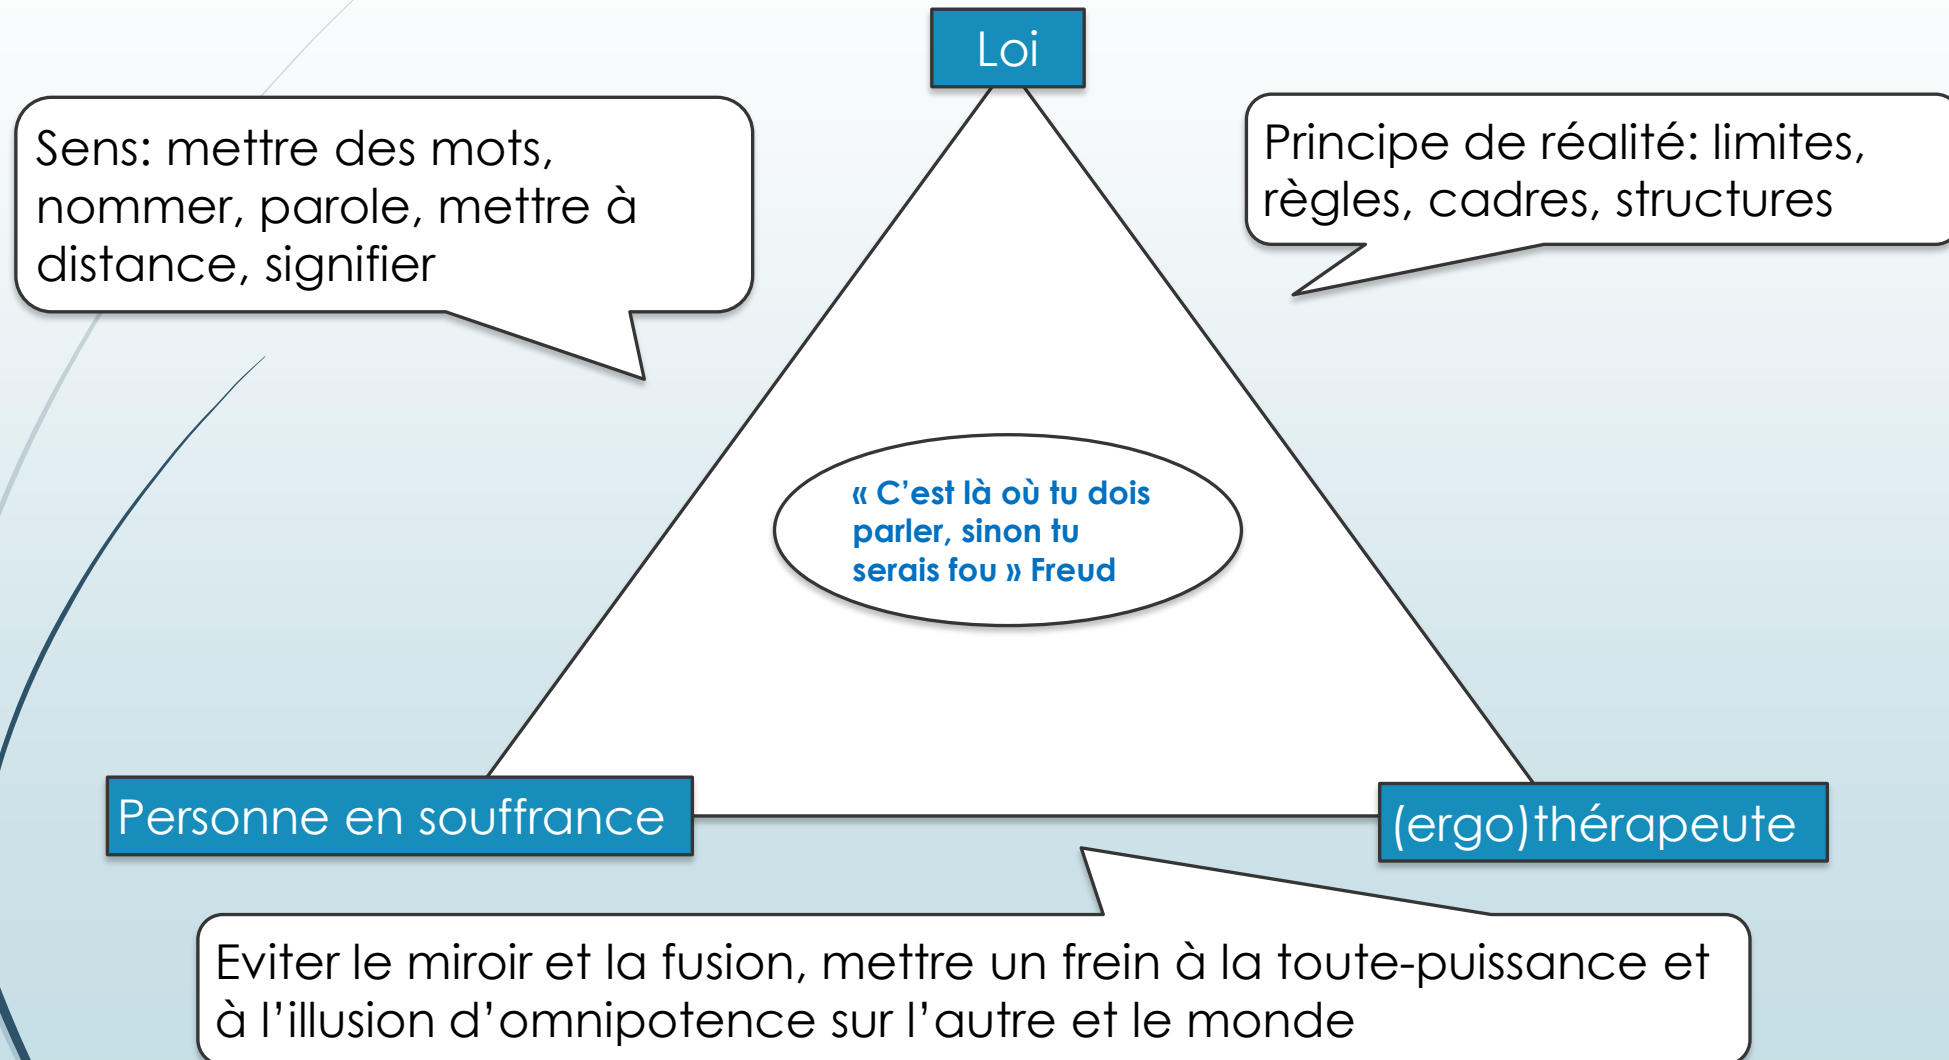 Loi
Sens: mettre des mots,
nommer, parole, mettre à
distance, signifier
Principe de réalité: limites,
règles, cadres, structures
« C’est là où tu dois
parler, sinon tu
serais fou » Freud
Personne en souffrance
(ergo)thérapeute
Eviter le miroir et la fusion, mettre un frein à la toute-puissance et
à l’illusion d’omnipotence sur l’autre et le monde